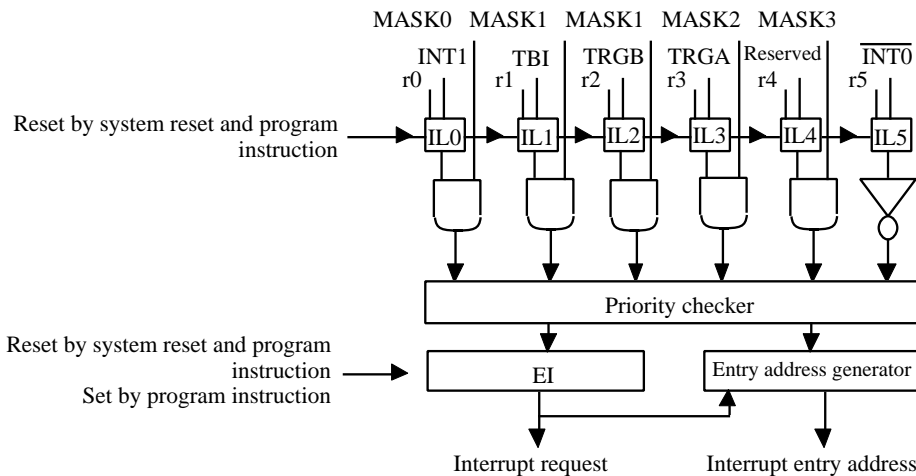 MASK0 MASK1 MASK1 MASK2 MASK3
INT1 TBI TRGB TRGA Reserved INT0
r0 r1 r2 r3 r4 r5
Reset by system reset and program
instruction
IL0 IL1 IL2 IL3 IL4 IL5
Priority checker
Reset by system reset and program
instruction
Set by program instruction
EI
Entry address generator
Interrupt request
Interrupt entry address